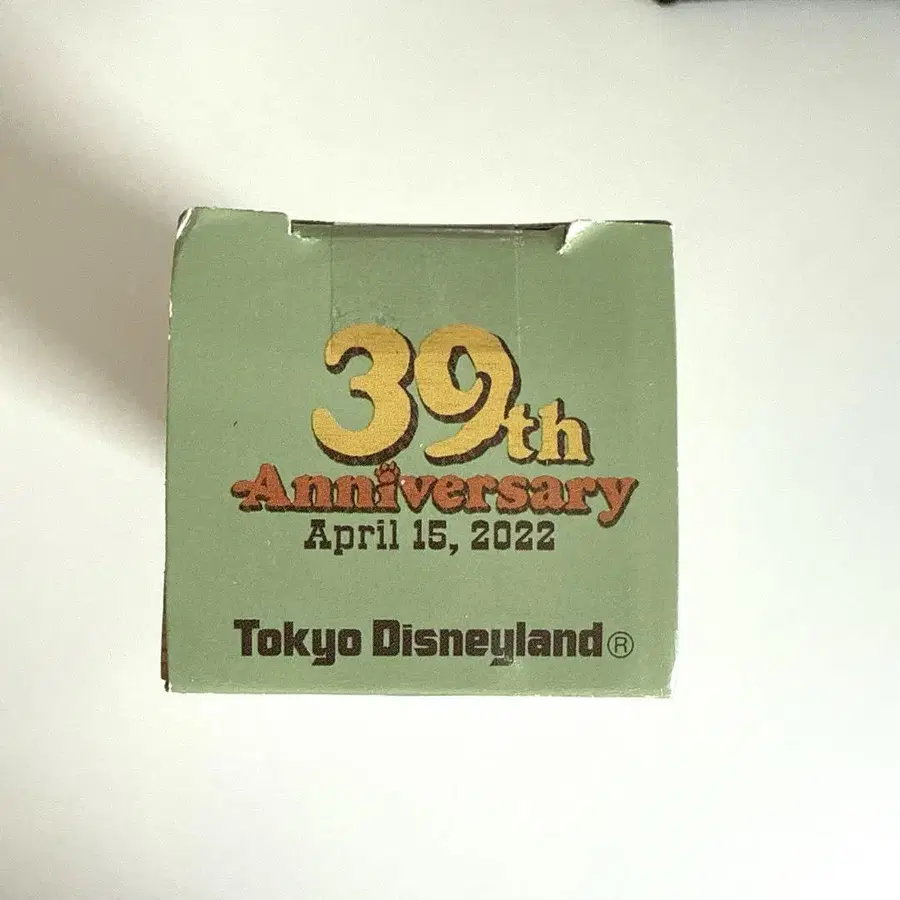 39th
Anniversary
April 15, 2022
Tokyo Disneyland®